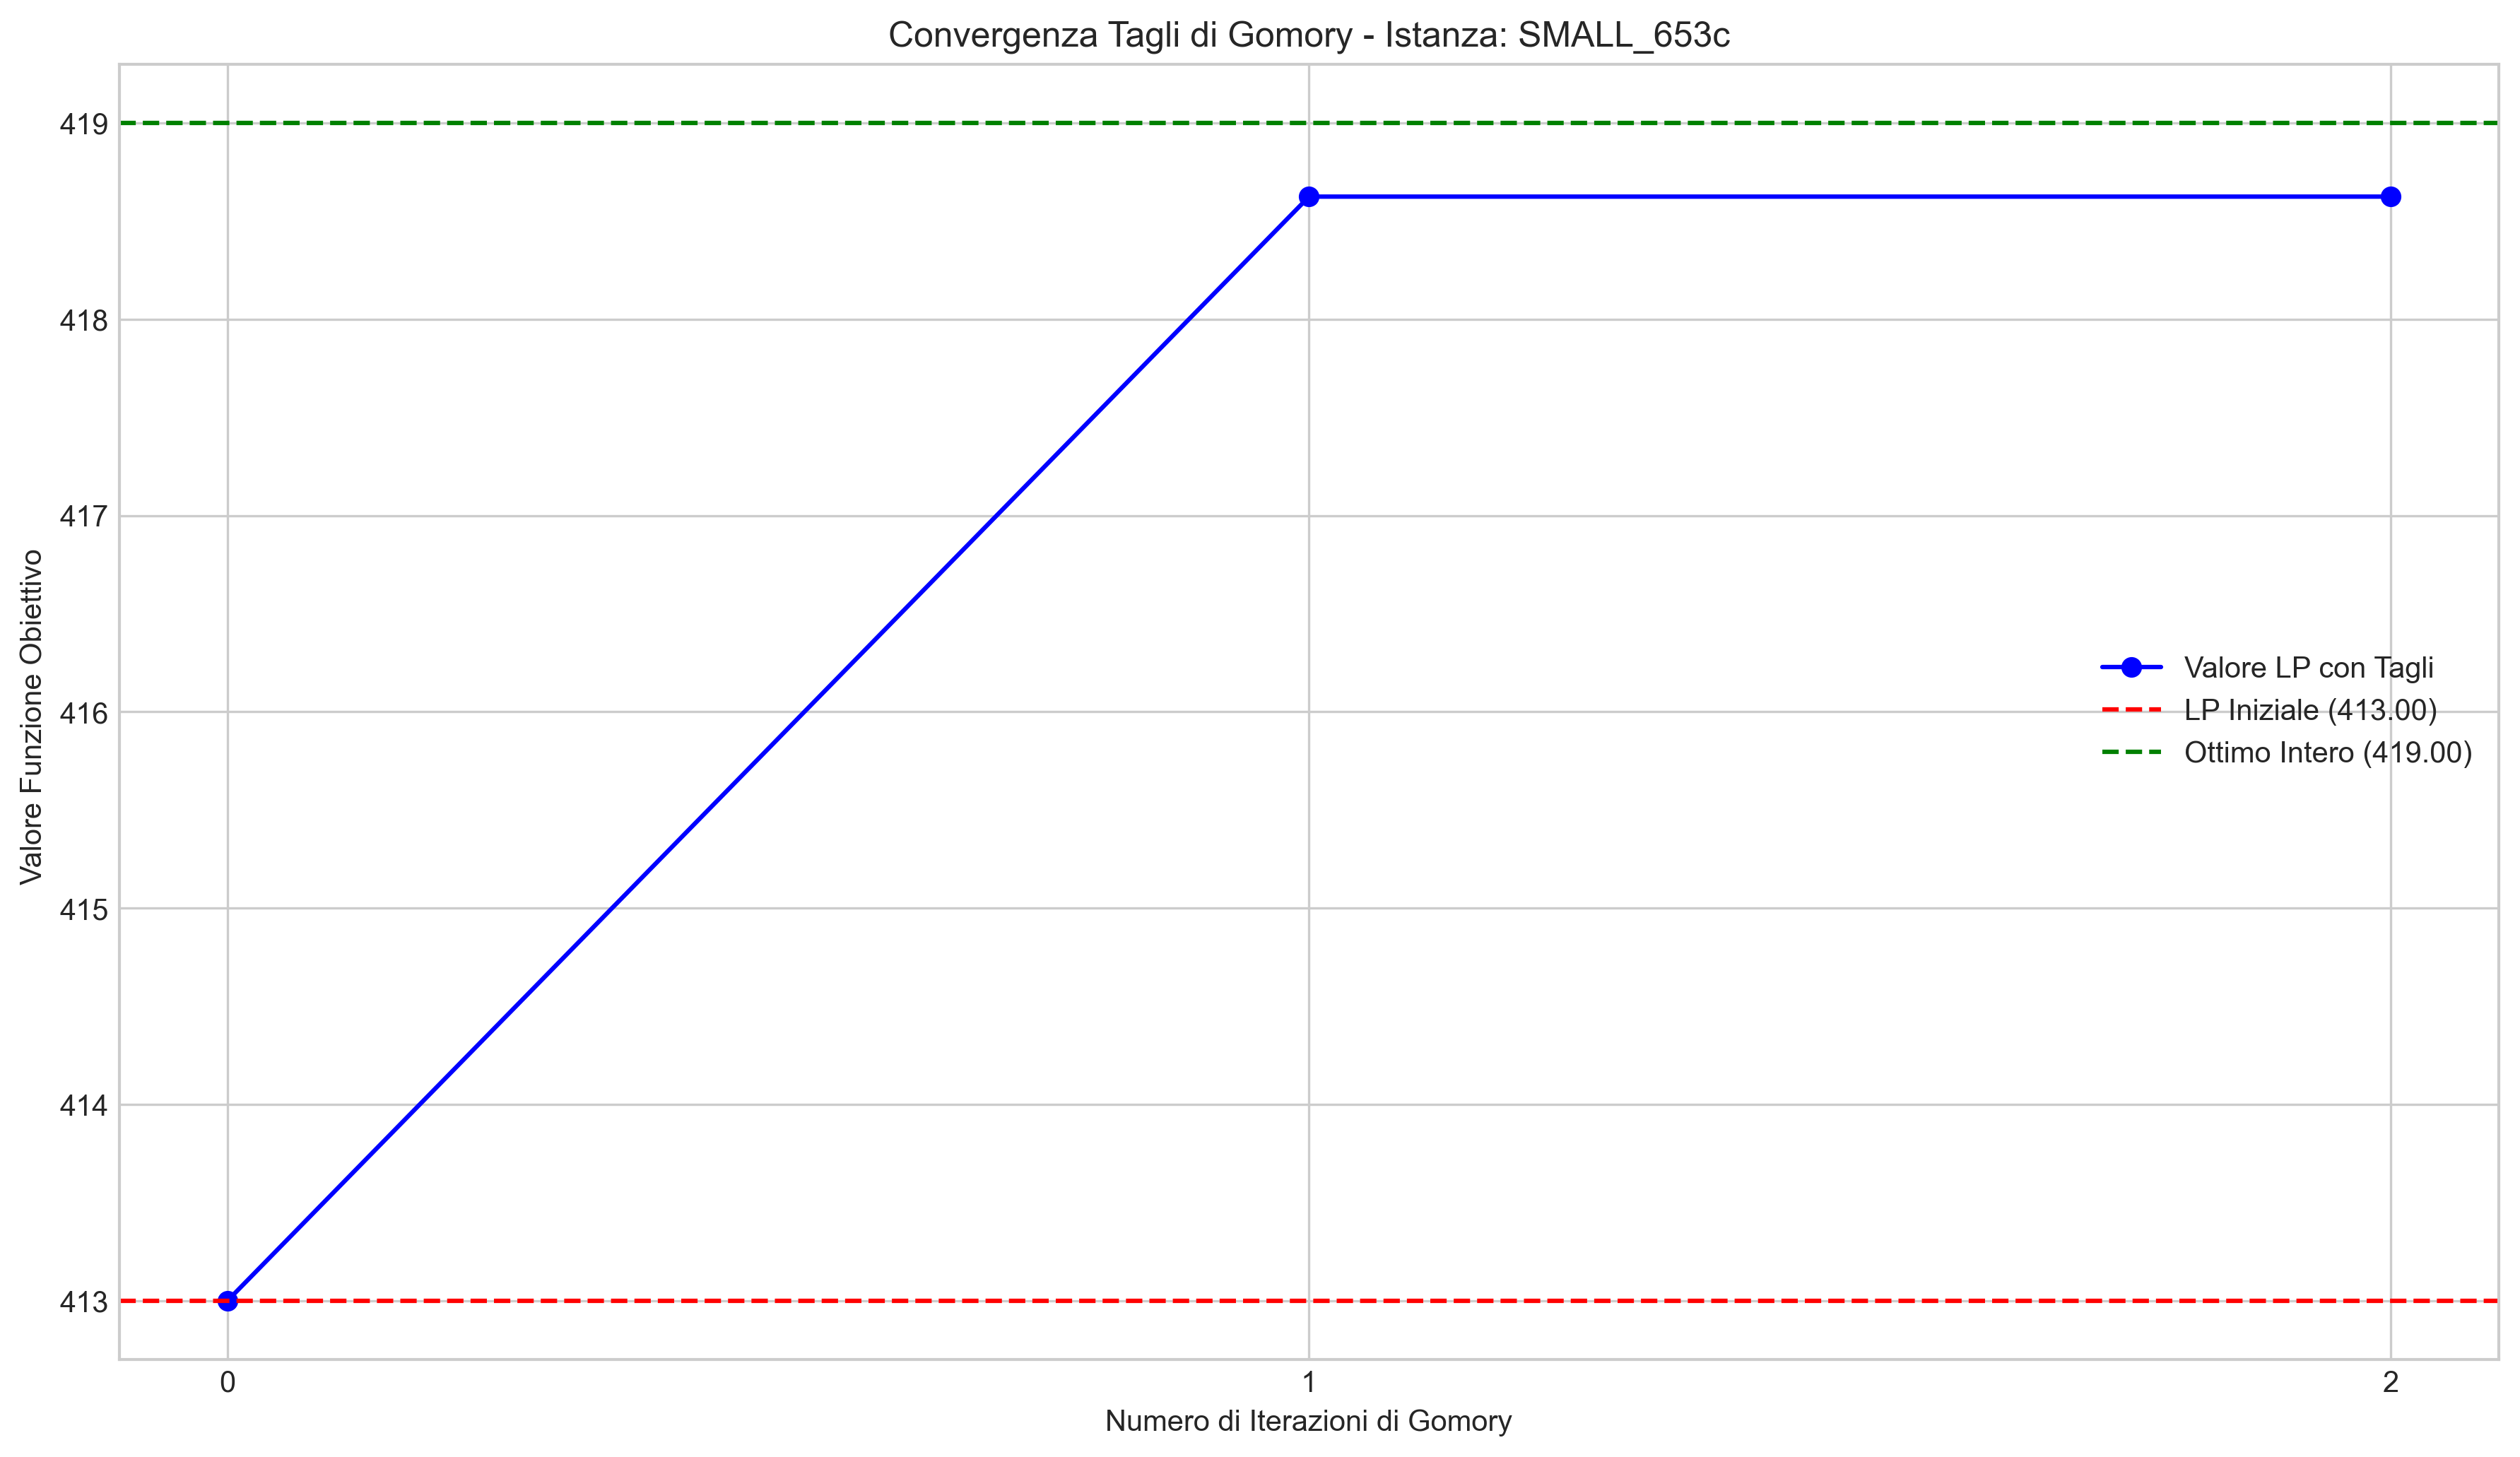 Convergenza Tagli di Gomory - Istanza: SMALL_653c
Valore Funzione Obiettivo
419
418
417
416
415
414
413
Valore LP con Tagli
LP Iniziale (413.00)
Ottimo Intero (419.00)
0
1
2
Numero di Iterazioni di Gomory